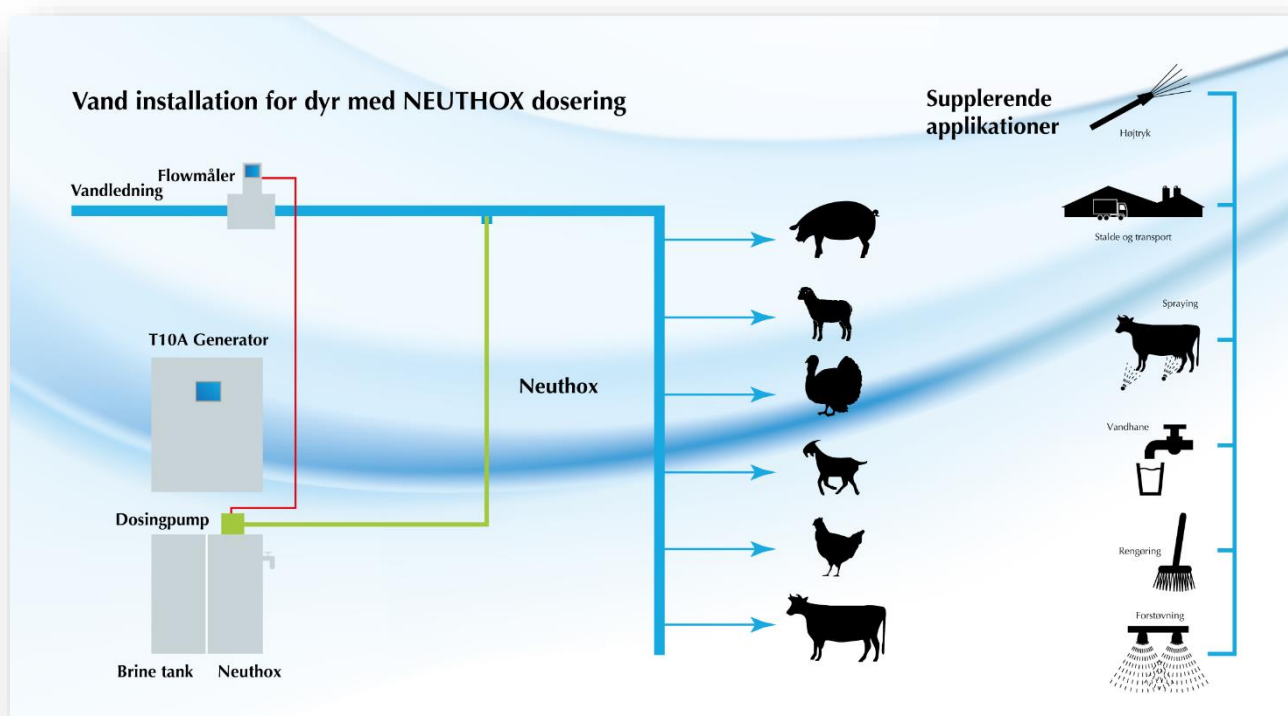 Vand installation for dyr med NEUTHOX dosering
Supplerende
applikationer
Højtryk
Flowmåler
Vandledning
Stalde og transport
Spraying
T10A Generator
Neuthox
Vandhane
Dosingpump
Rengøring
Forstøvning
Brine tank
Neuthox